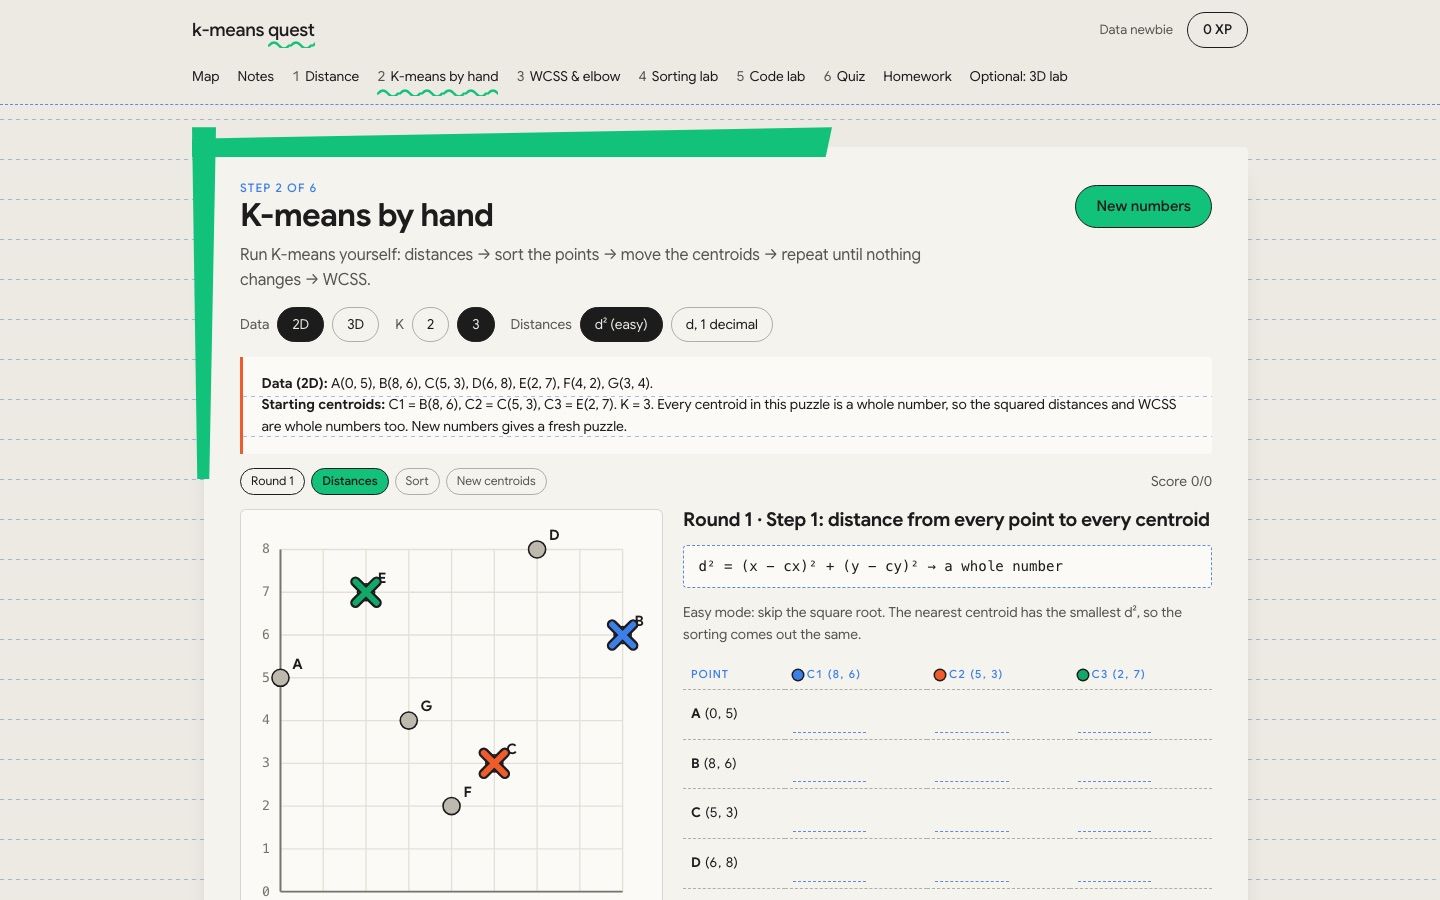 k-means quest
Data newbie
0 XP
Map Notes 1 Distance 2 K-means by hand 3 WCSS & elbow 4 Sorting lab 5 Code lab 6 Quiz Homework Optional: 3D lab
STEP 2 OF 6
K-means by hand
New numbers
Run K-means yourself: distances → sort the points → move the centroids → repeat until nothing
changes → WCSS.
Data 2D 3D K 2 3 Distances d² (easy) d, 1 decimal
Data (2D): A(0, 5), B(8, 6), C(5, 3), D(6, 8), E(2, 7), F(4, 2), G(3, 4).
Starting centroids: C1 = B(8, 6), C2 = C(5, 3), C3 = E(2, 7). K = 3. Every centroid in this puzzle is a whole number, so the squared distances and WCSS
are whole numbers too. New numbers gives a fresh puzzle.
Round 1 Distances Sort New centroids
Score 0/0
D
8
E
7
B
6
A
5
G
4
C
3
F
2
1
0
Round 1 · Step 1: distance from every point to every centroid
d² = (x − cx)² + (y − cy)² → a whole number
Easy mode: skip the square root. The nearest centroid has the smallest d², so the
sorting comes out the same.
POINT C1 (8, 6) C2 (5, 3) C3 (2, 7)
A (0, 5)
B (8, 6)
C (5, 3)
D (6, 8)